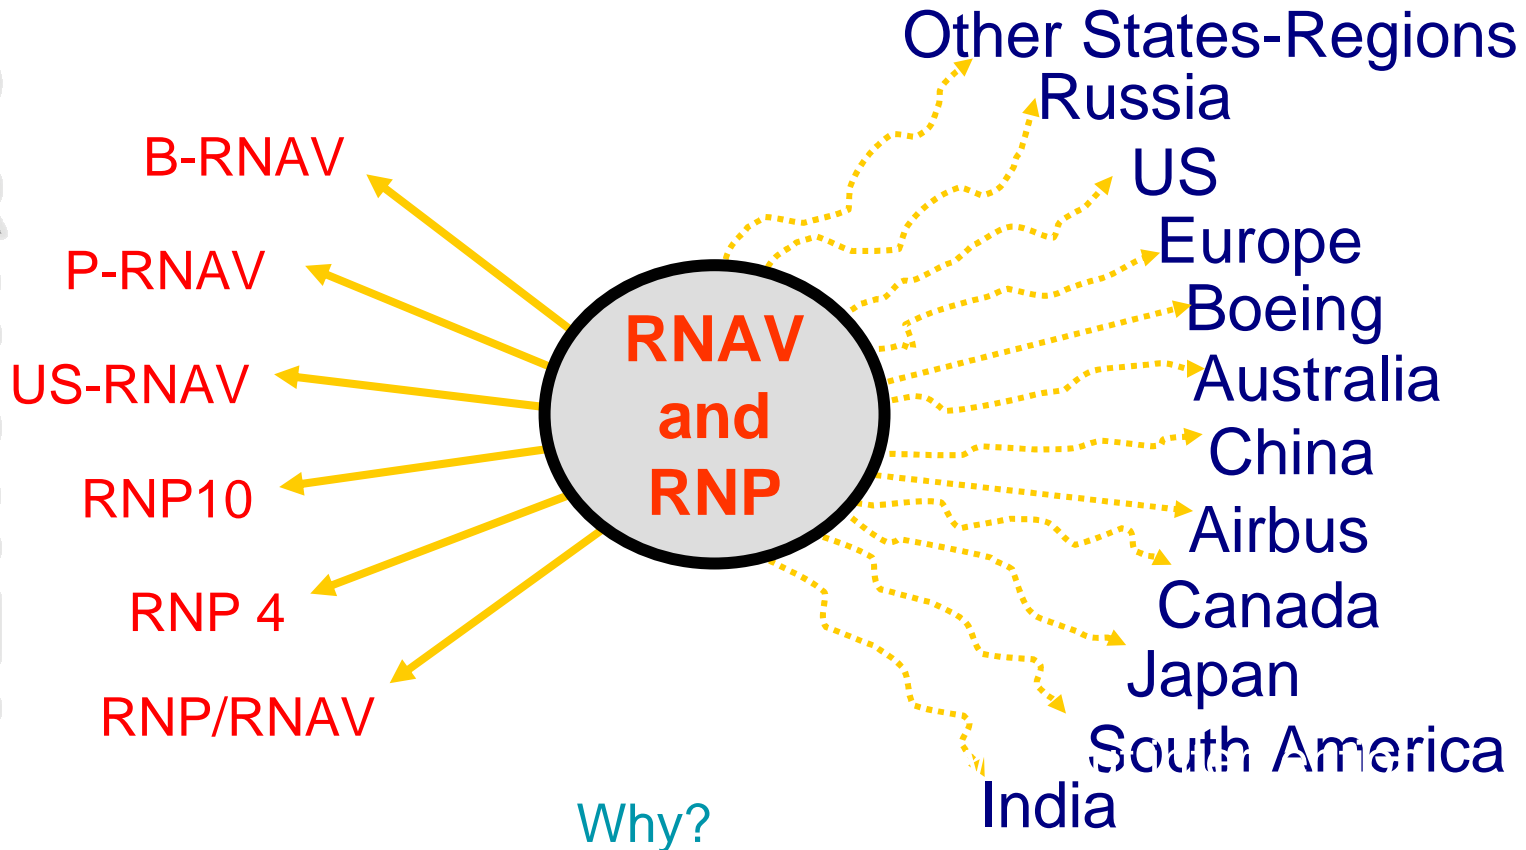 Other States-Regions
Russia
B-RNAV
US
P-RNAV
Europe
Boeing
RNAV
and
RNP
US-RNAV
Australia
China
RNP10
Airbus
RNP 4
Canada
Japan
RNP/RNAV
South America
India
Why?